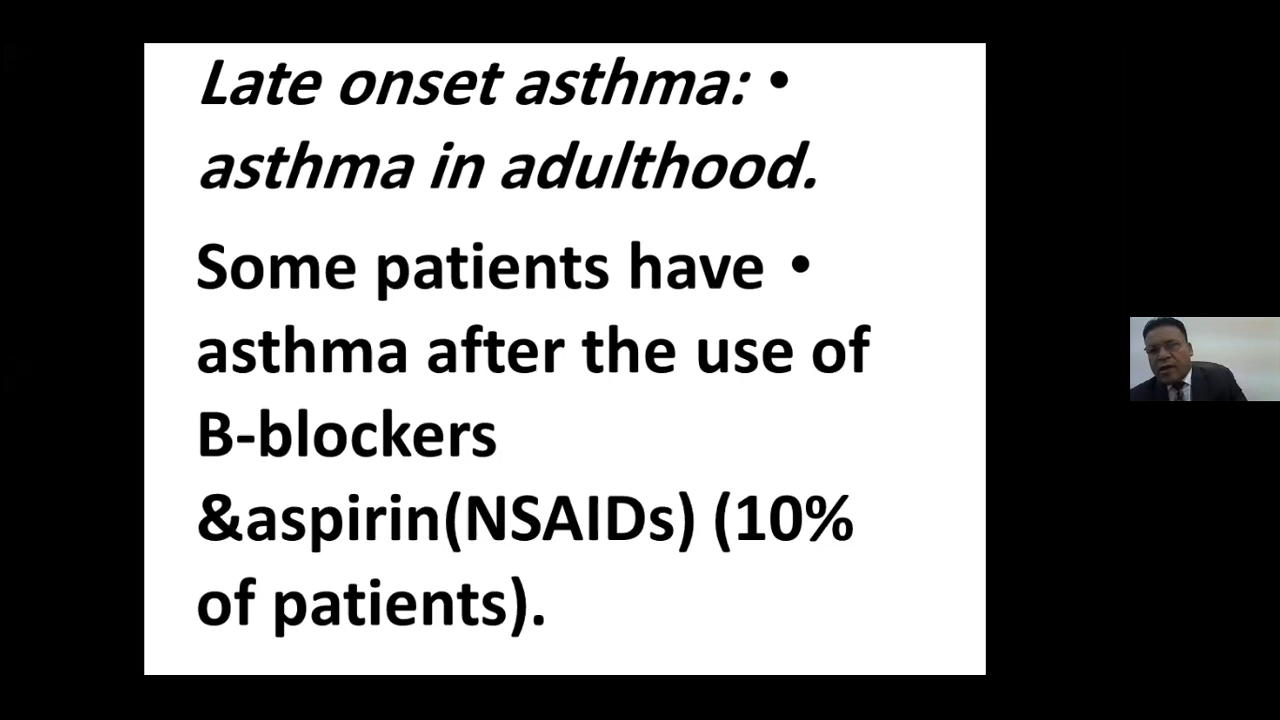 Late onset asthma: •
asthma in adulthood.
Some patients have •
asthma after the use of
B-blockers
&aspirin(NSAIDs) (10%
of patients).